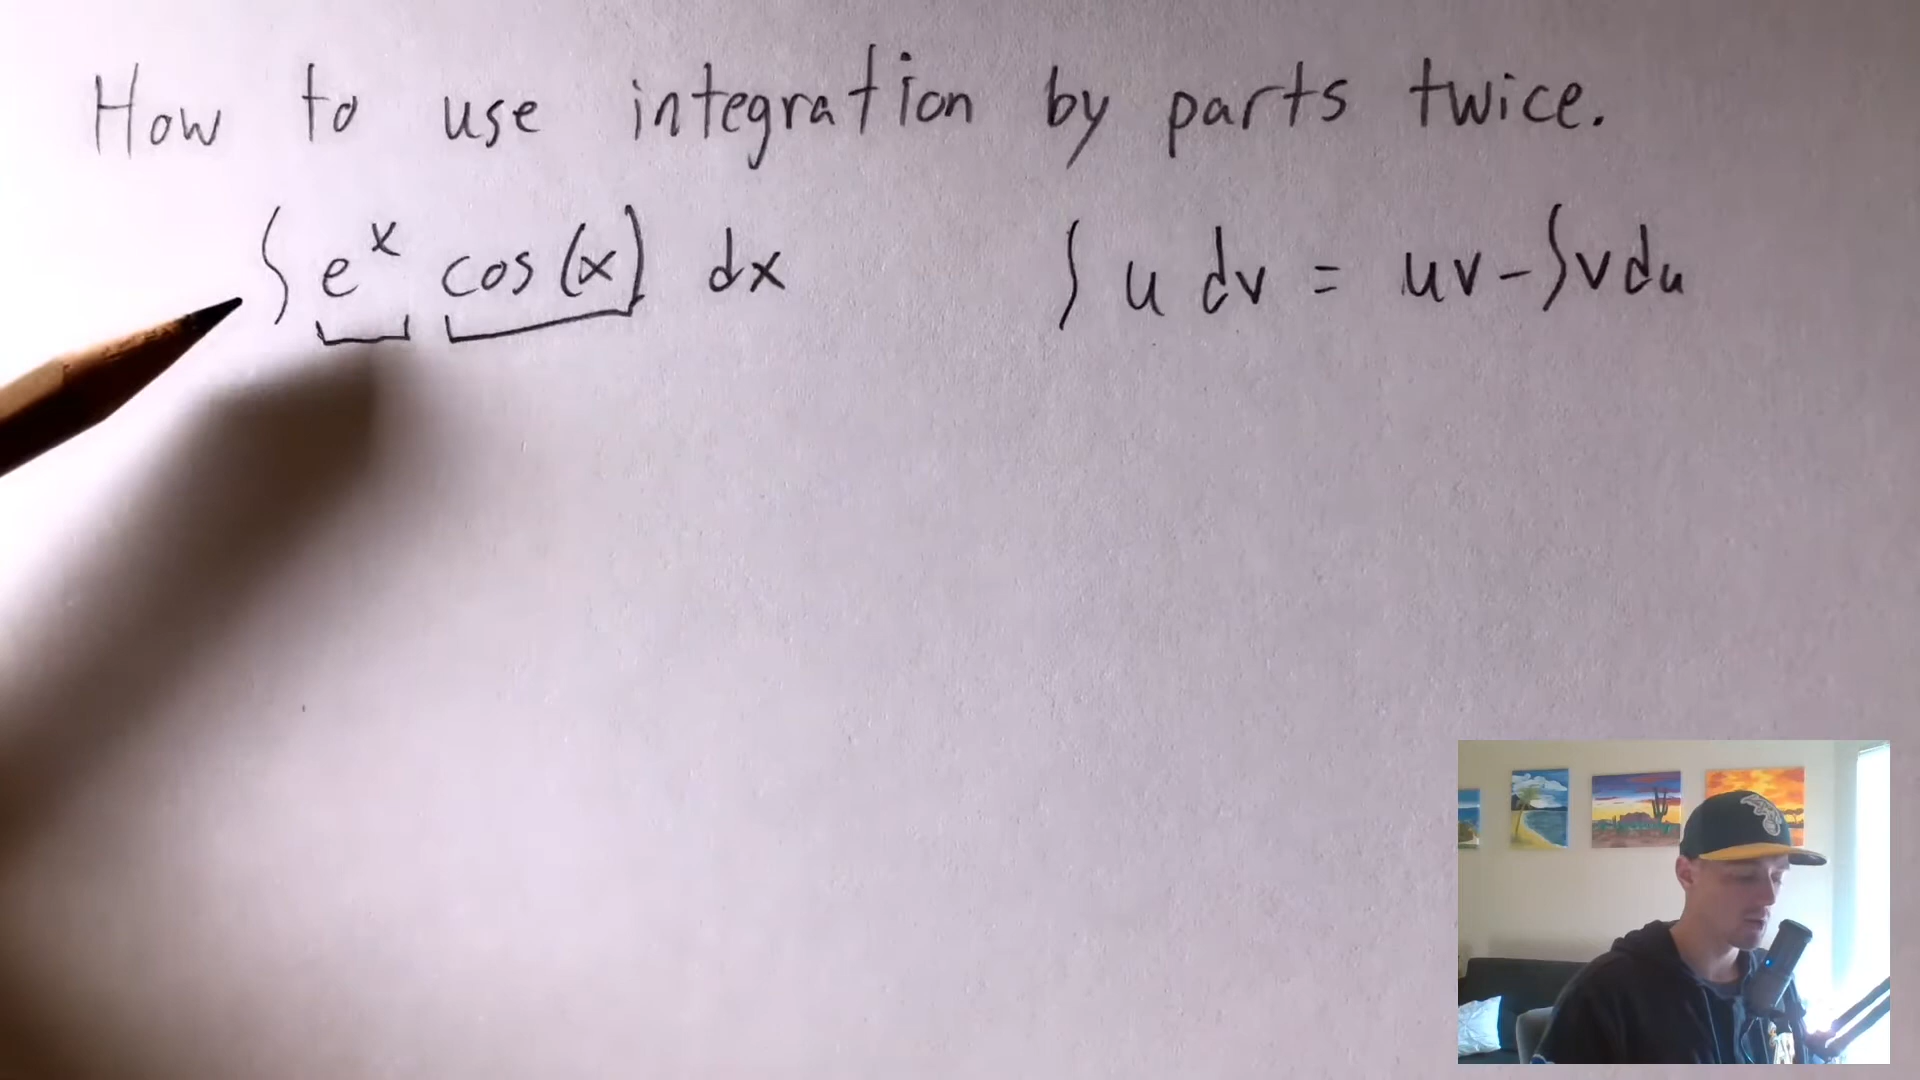 How to use integration by parts twice.
∫ e^x cos(x) dx ∫ u dv = uv - ∫ v du